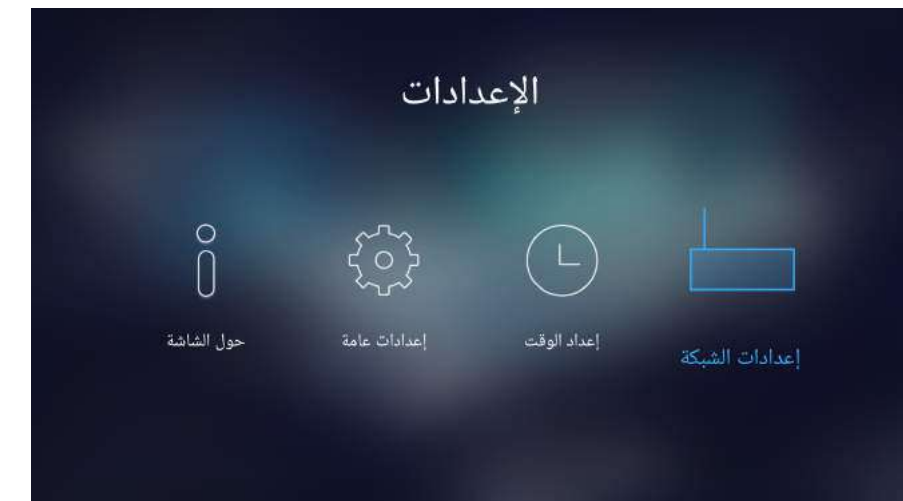 الإعدادات
إعدادات الشبكة
إعداد الوقت
إعدادات عامة
حول الشاشة